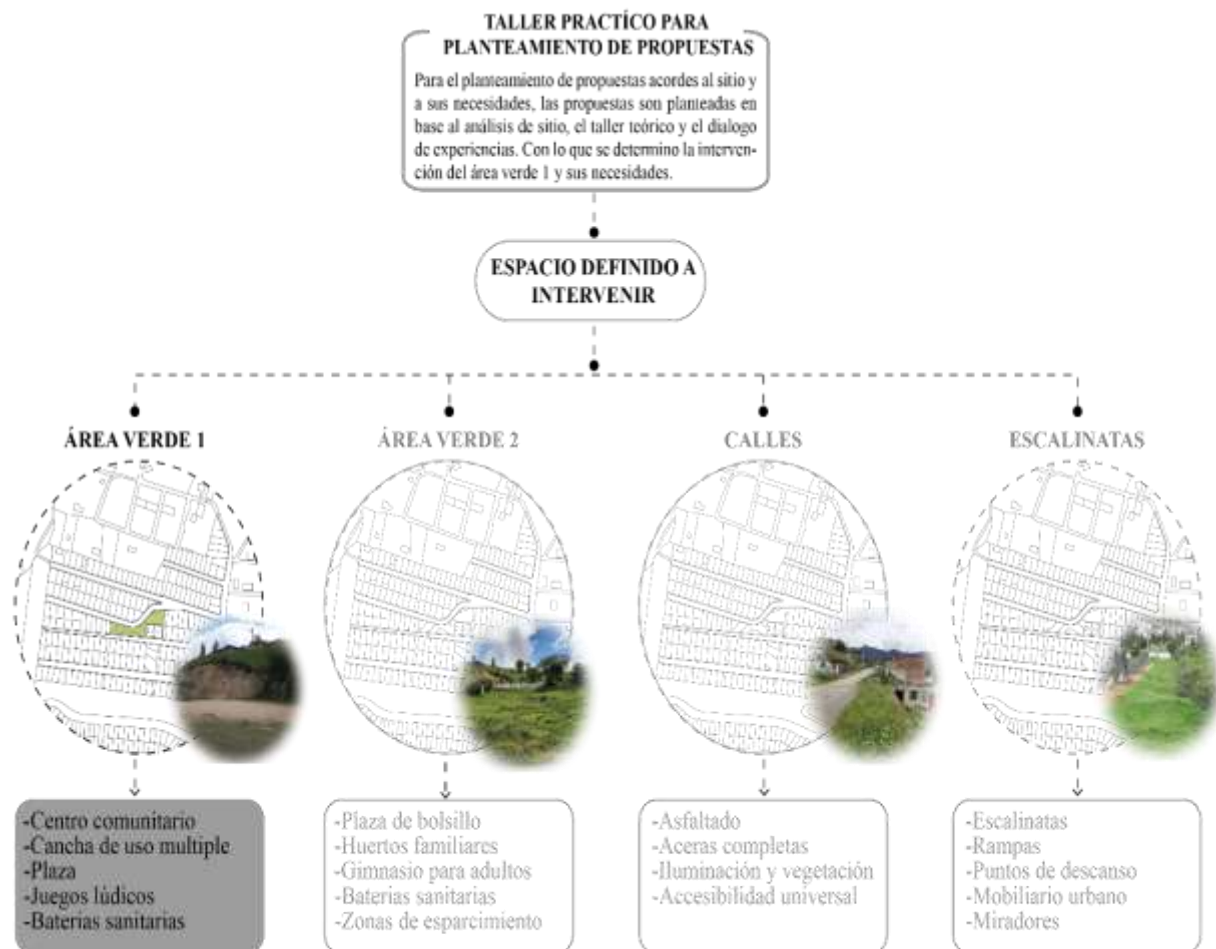 TALLER PRACTÍCO PARA
PLANTEAMIENTO DE PROPUESTAS
Para el planteamiento de propuestas acordes al sitio y
a sus necesidades, las propuestas son planteadas en
base al análisis de sitio, el taller teórico y el dialogo
de experiencias. Con lo que se determino la interven-
ción del área verde 1 y sus necesidades.
ESPACIO DEFINIDO A
INTERVENIR
ÁREA VERDE 1
ÁREA VERDE 2
CALLES
ESCALINATAS
-Centro comunitario
-Cancha de uso multiple
-Plaza
-Juegos lúdicos
-Baterías sanitarias
-Plaza de bolsillo
-Huertos familiares
-Gimnasio para adultos
-Baterias sanitarias
-Zonas de esparcimiento
-Asfaltado
-Aceras completas
-Iluminación y vegetación
-Accesibilidad universal
-Escalinatas
-Rampas
-Puntos de descanso
-Mobiliario urbano
-Miradores